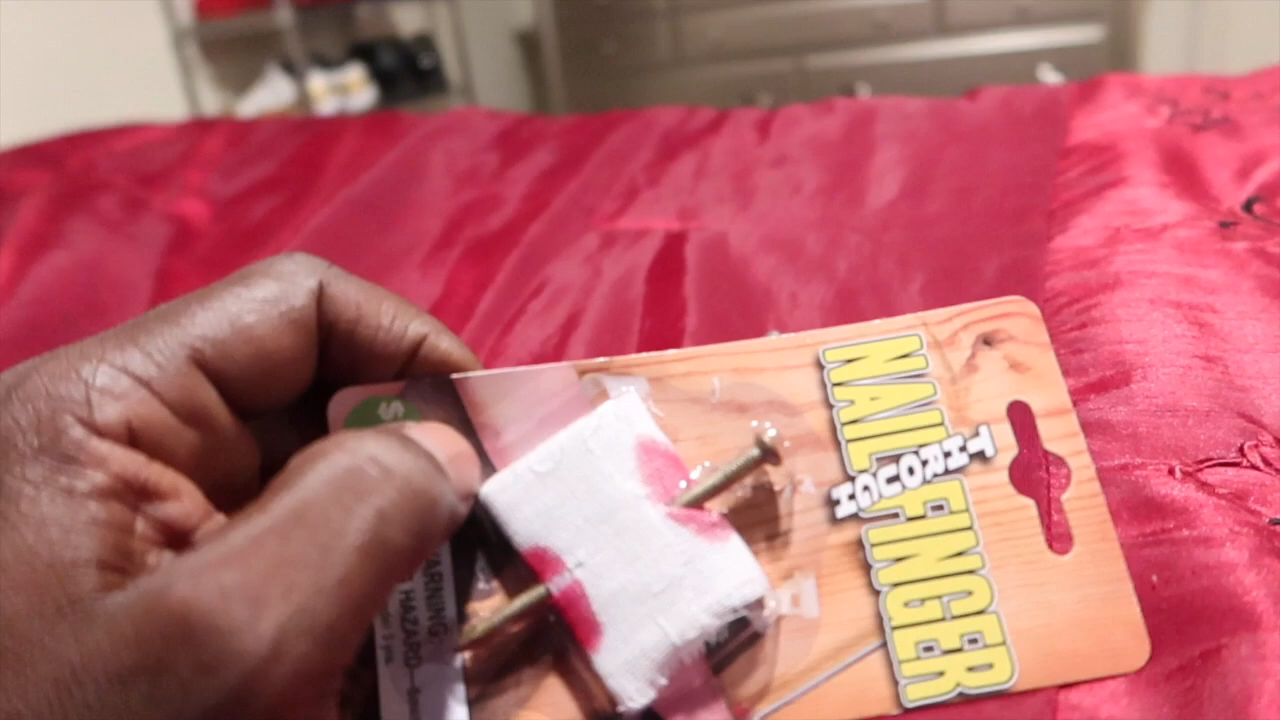 NAIL
THROUGH
FINGER
WARNING:
HAZARD—
S